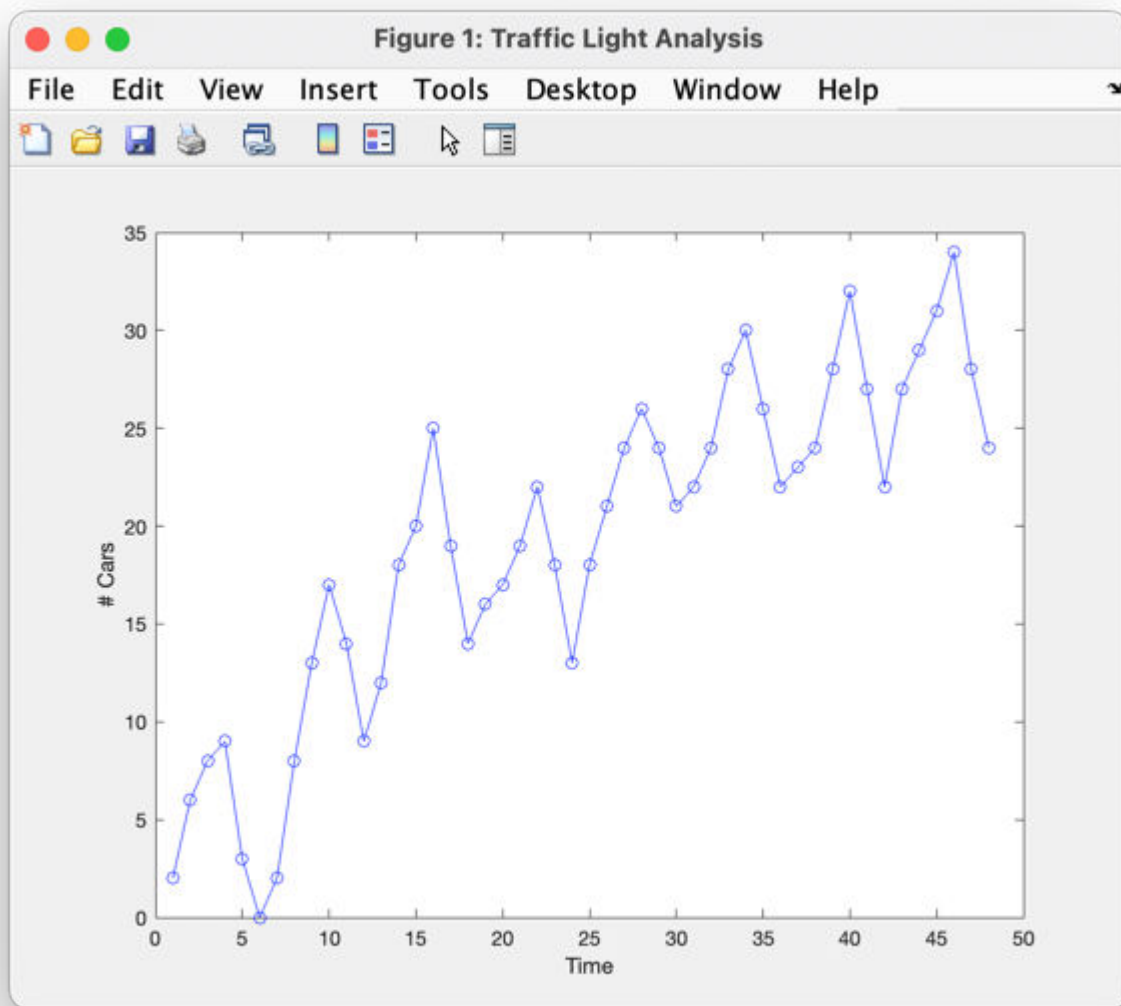 Figure 1: Traffic Light Analysis
File Edit View Insert Tools Desktop Window Help
35
30
25
20
15
10
5
0
# Cars
0 5 10 15 20 25 30 35 40 45 50
Time